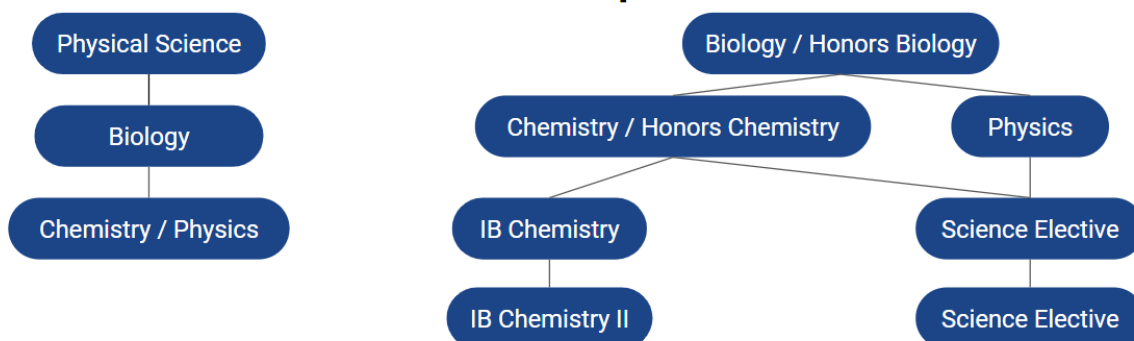 Physical Science
Biology
Chemistry / Physics
Biology / Honors Biology
Chemistry / Honors Chemistry
Physics
IB Chemistry
Science Elective
IB Chemistry II
Science Elective